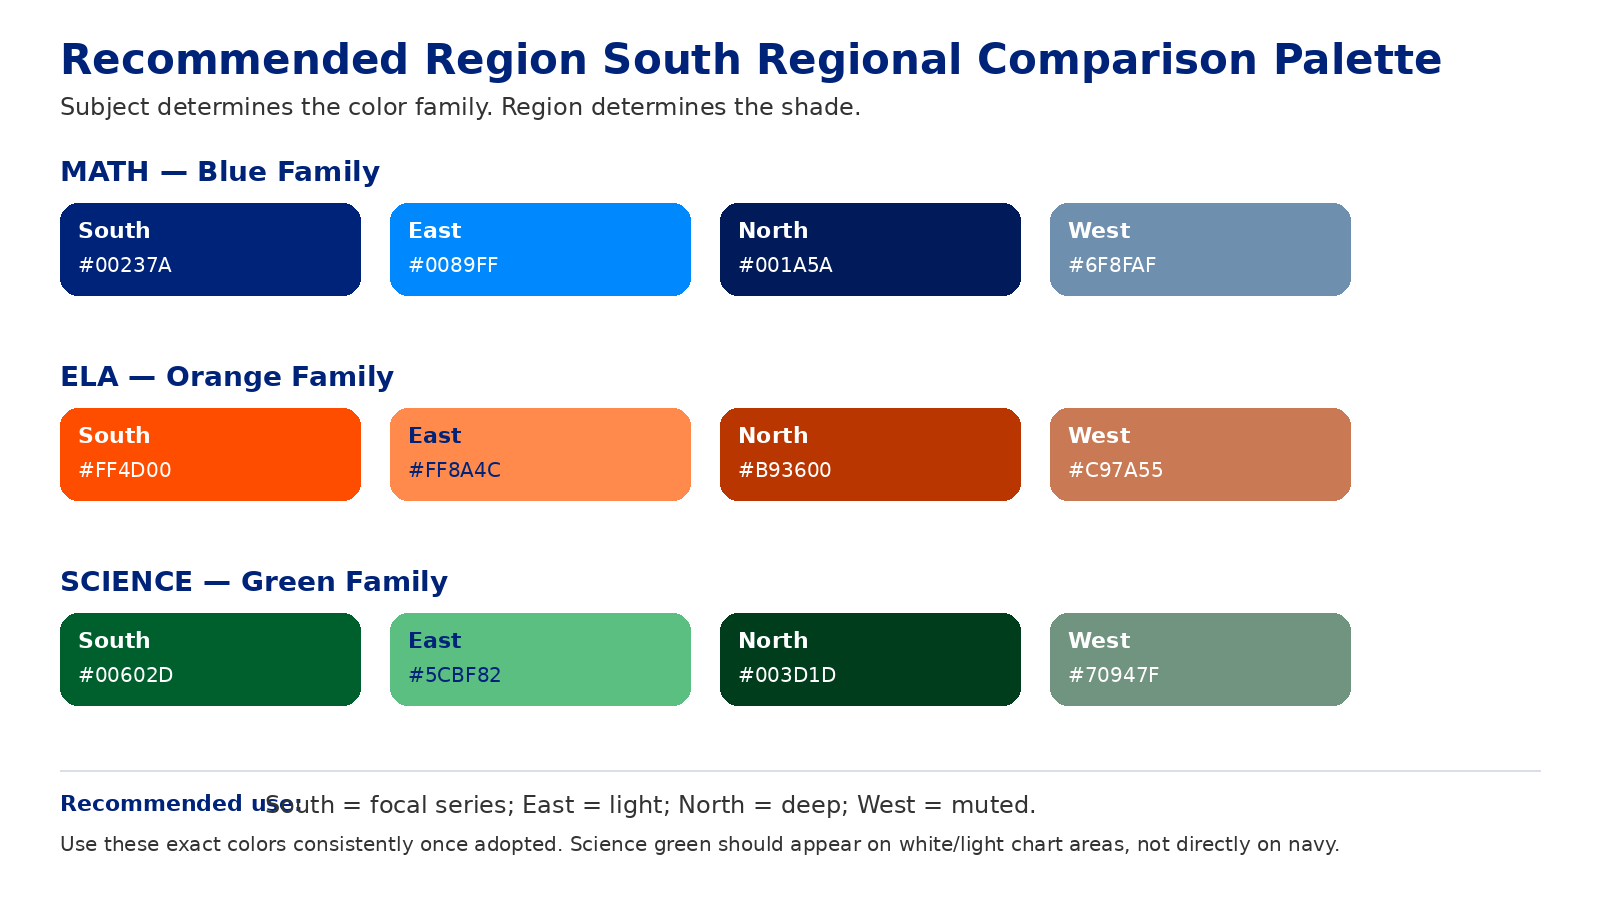 Recommended Region South Regional Comparison Palette
Subject determines the color family. Region determines the shade.
MATH — Blue Family
South East North West
#00237A #0089FF #001A5A #6F8FAF
ELA — Orange Family
South East North West
#FF4D00 #FF8A4C #B93600 #C97A55
SCIENCE — Green Family
South East North West
#00602D #5CBF82 #003D1D #70947F
Recommended use: South = focal series; East = light; North = deep; West = muted.
Use these exact colors consistently once adopted. Science green should appear on white/light chart areas, not directly on navy.